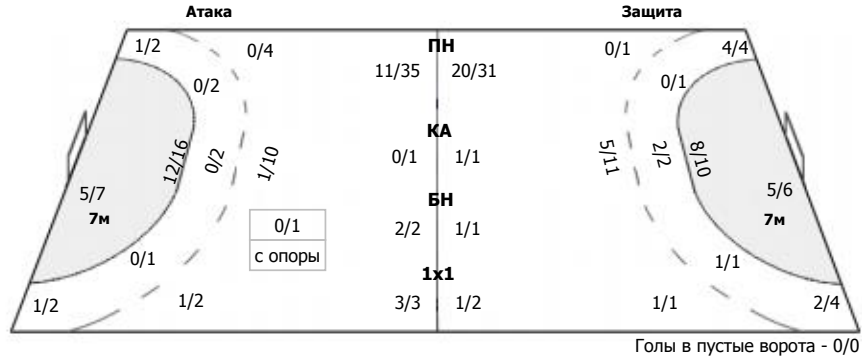 Атака Защита
1/2 0/4 ПН 0/1 4/4
11/35 20/31
0/2 0/1
КА
12/16 0/2 1/10 0/1 1/1 5/11 2/2 8/10
5/7 5/6
7м 7м
БН
0/1 2/2 1/1
с опоры
0/1 1/1
1x1
1/2 1/2 3/3 1/2 1/1 2/4
Голы в пустые ворота - 0/0